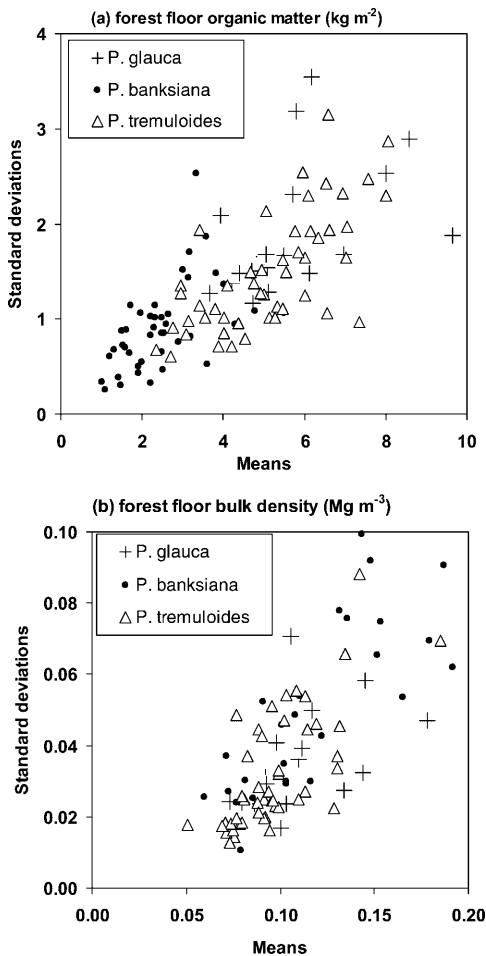 (a) forest floor organic matter (kg m-2)
4
3
2
1
0
Standard deviations
P. glauca
P. banksiana
P. tremuloides
0 2 4 6 8 10
Means
(b) forest floor bulk density (Mg m-3)
0.10
0.08
0.06
0.04
0.02
0.00
Standard deviations
P. glauca
P. banksiana
P. tremuloides
0.00 0.05 0.10 0.15 0.20
Means